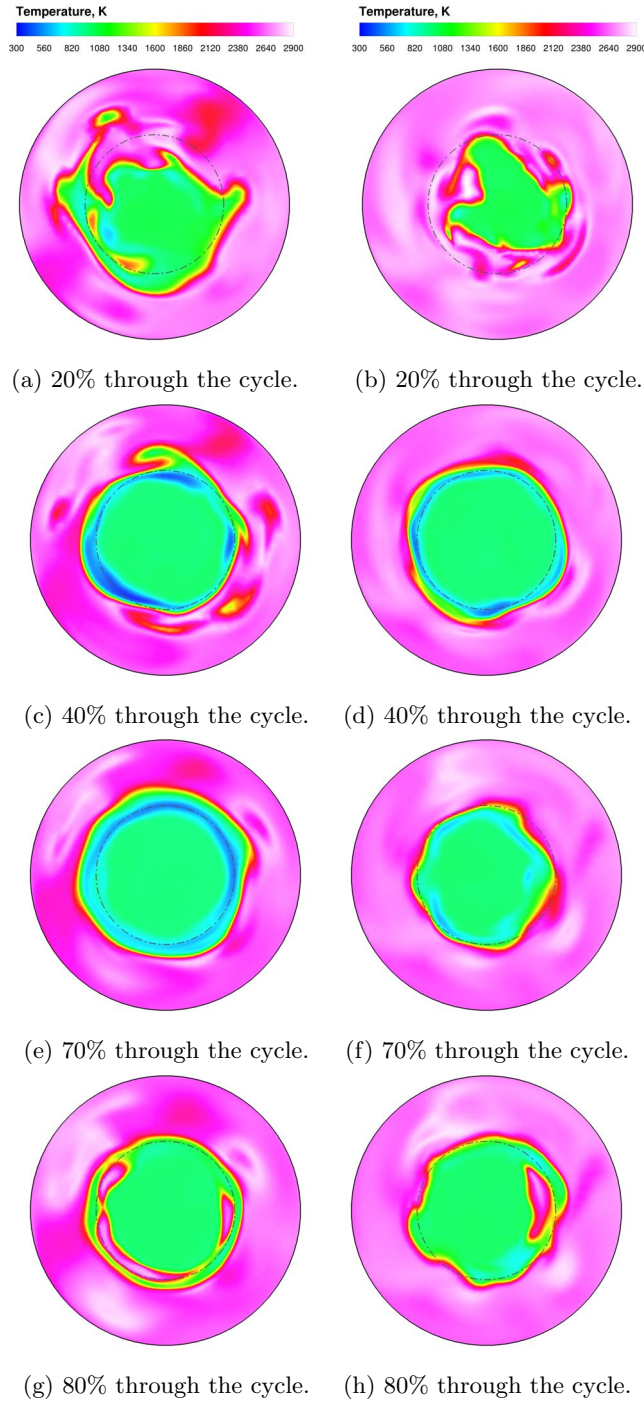 Temperature, K
300 560 820 1080 1340 1600 1860 2120 2380 2640 2900
Temperature, K
300 560 820 1080 1340 1600 1860 2120 2380 2640 2900
(a) 20% through the cycle.
(b) 20% through the cycle.
(c) 40% through the cycle.
(d) 40% through the cycle.
(e) 70% through the cycle.
(f) 70% through the cycle.
(g) 80% through the cycle.
(h) 80% through the cycle.